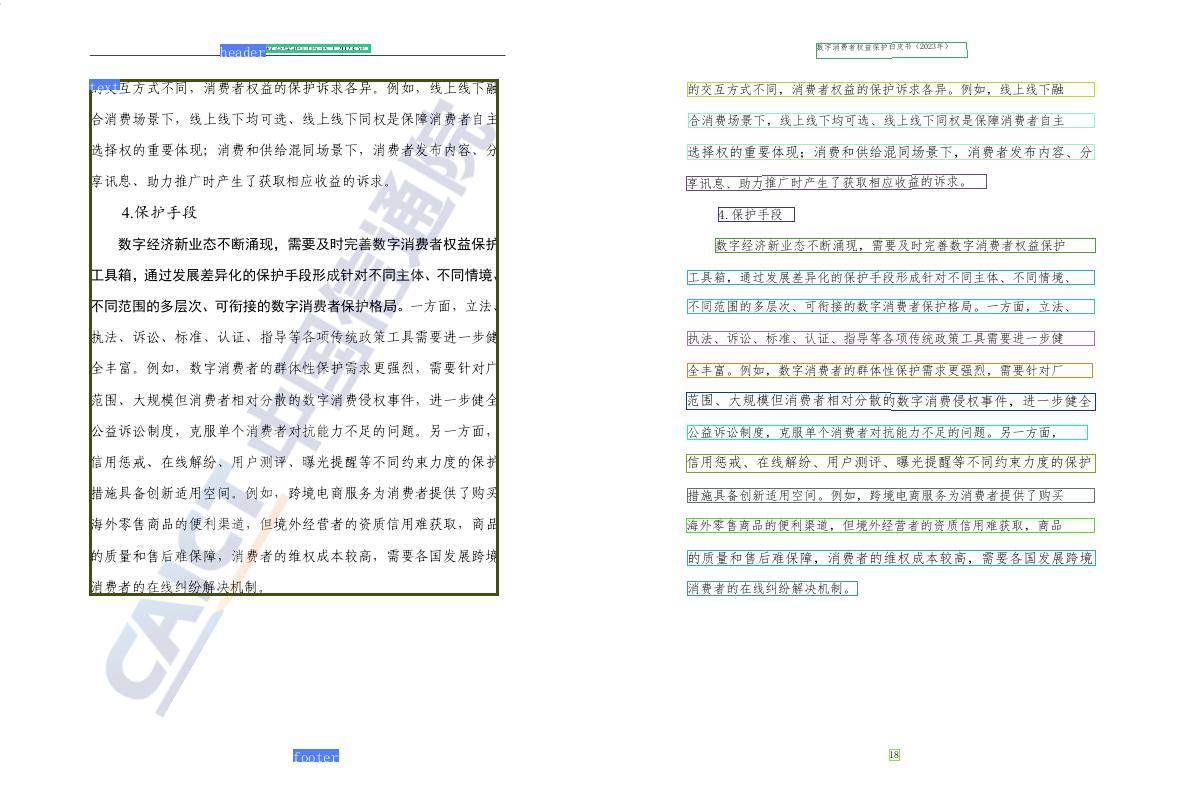 header
text
的交互方式不同，消费者权益的保护诉求各异。例如，线上线下融
合消费场景下，线上线下均可选、线上线下同权是保障消费者自主
选择权的重要体现；消费和供给混同场景下，消费者发布内容、分
享讯息、助力推广时产生了获取相应收益的诉求。
4.保护手段
数字经济新业态不断涌现，需要及时完善数字消费者权益保护
工具箱，通过发展差异化的保护手段形成针对不同主体、不同情境、
不同范围的多层次、可衔接的数字消费者保护格局。一方面，立法、
执法、诉讼、标准、认证、指导等各项传统政策工具需要进一步健
全丰富。例如，数字消费者的群体性保护需求更强烈，需要针对广
范围、大规模但消费者相对分散的数字消费侵权事件，进一步健全
公益诉讼制度，克服单个消费者对抗能力不足的问题。另一方面，
信用惩戒、在线解纷、用户测评、曝光提醒等不同约束力度的保护
措施具备创新适用空间。例如，跨境电商服务为消费者提供了购买
海外零售商品的便利渠道，但境外经营者的资质信用难获取，商品
的质量和售后难保障，消费者的维权成本较高，需要各国发展跨境
消费者的在线纠纷解决机制。
CAICT 中国信通院
footer
数字消费者权益保护白皮书（2023年）
的交互方式不同，消费者权益的保护诉求各异。例如，线上线下融
合消费场景下，线上线下均可选、线上线下同权是保障消费者自主
选择权的重要体现；消费和供给混同场景下，消费者发布内容、分
享讯息、助力推广时产生了获取相应收益的诉求。
4.保护手段
数字经济新业态不断涌现，需要及时完善数字消费者权益保护
工具箱，通过发展差异化的保护手段形成针对不同主体、不同情境、
不同范围的多层次、可衔接的数字消费者保护格局。一方面，立法、
执法、诉讼、标准、认证、指导等各项传统政策工具需要进一步健
全丰富。例如，数字消费者的群体性保护需求更强烈，需要针对广
范围、大规模但消费者相对分散的数字消费侵权事件，进一步健全
公益诉讼制度，克服单个消费者对抗能力不足的问题。另一方面，
信用惩戒、在线解纷、用户测评、曝光提醒等不同约束力度的保护
措施具备创新适用空间。例如，跨境电商服务为消费者提供了购买
海外零售商品的便利渠道，但境外经营者的资质信用难获取，商品
的质量和售后难保障，消费者的维权成本较高，需要各国发展跨境
消费者的在线纠纷解决机制。
18